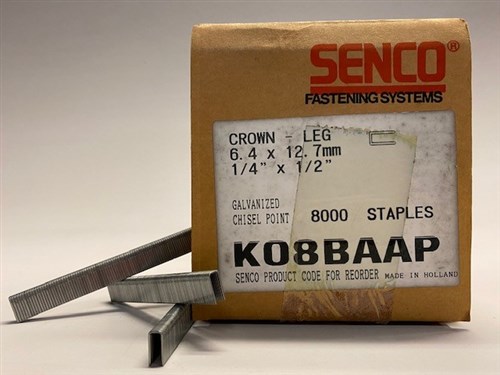 SENCO®
FASTENING SYSTEMS
CROWN - LEG
6.4 x 12.7mm
1/4" x 1/2"
GALVANIZED
CHISEL POINT 8000 STAPLES
K08BAAP
SENCO PRODUCT CODE FOR REORDER MADE IN HOLLAND